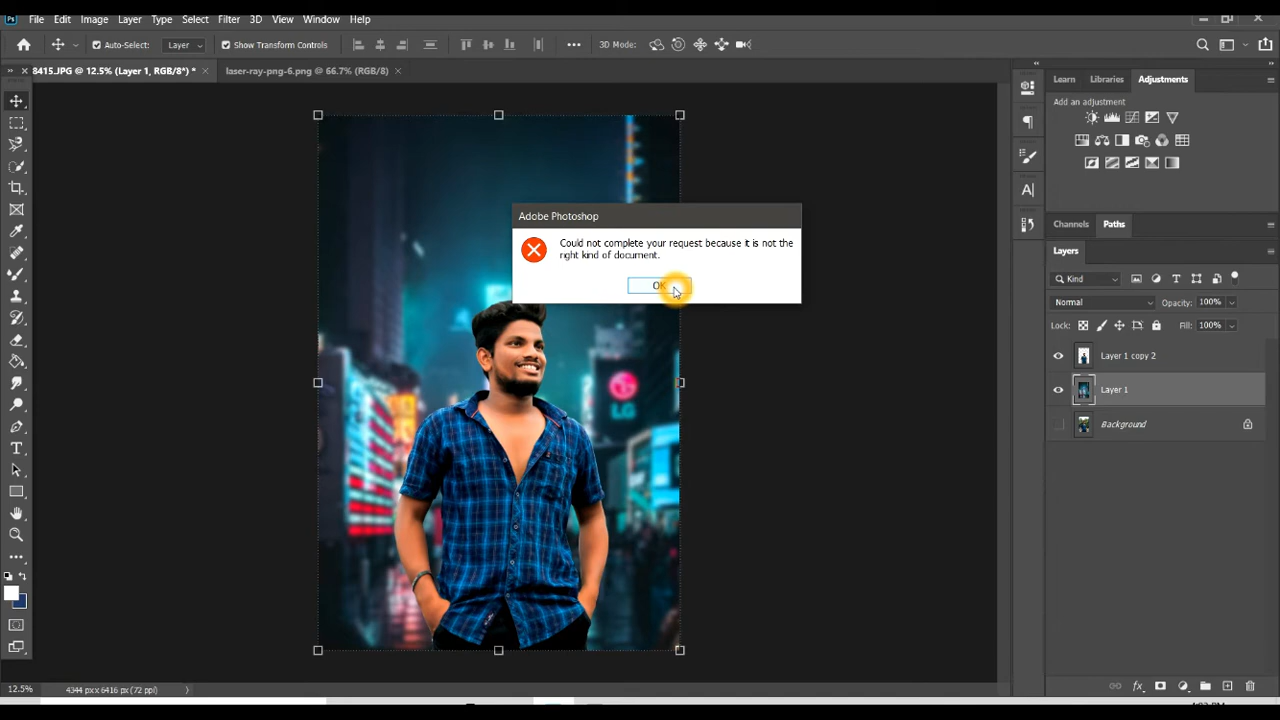 Ps File Edit Image Layer Type Select Filter 3D View Window Help
Auto-Select: Layer Show Transform Controls 3D Mode:
8415.JPG @ 12.5% (Layer 1, RGB/8*) * laser-ray-png-6.png @ 66.7% (RGB/8)
Learn Libraries Adjustments
Add an adjustment
Adobe Photoshop
Could not complete your request because it is not the
right kind of document.
OK
Channels Paths
Layers
Kind
Normal Opacity: 100%
Lock: Fill: 100%
Layer 1 copy 2
Layer 1
Background
LG
12.5% 4344 px x 6416 px (72 ppi)